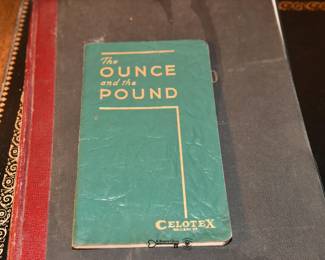 The
OUNCE
and the
POUND
CELOTEX